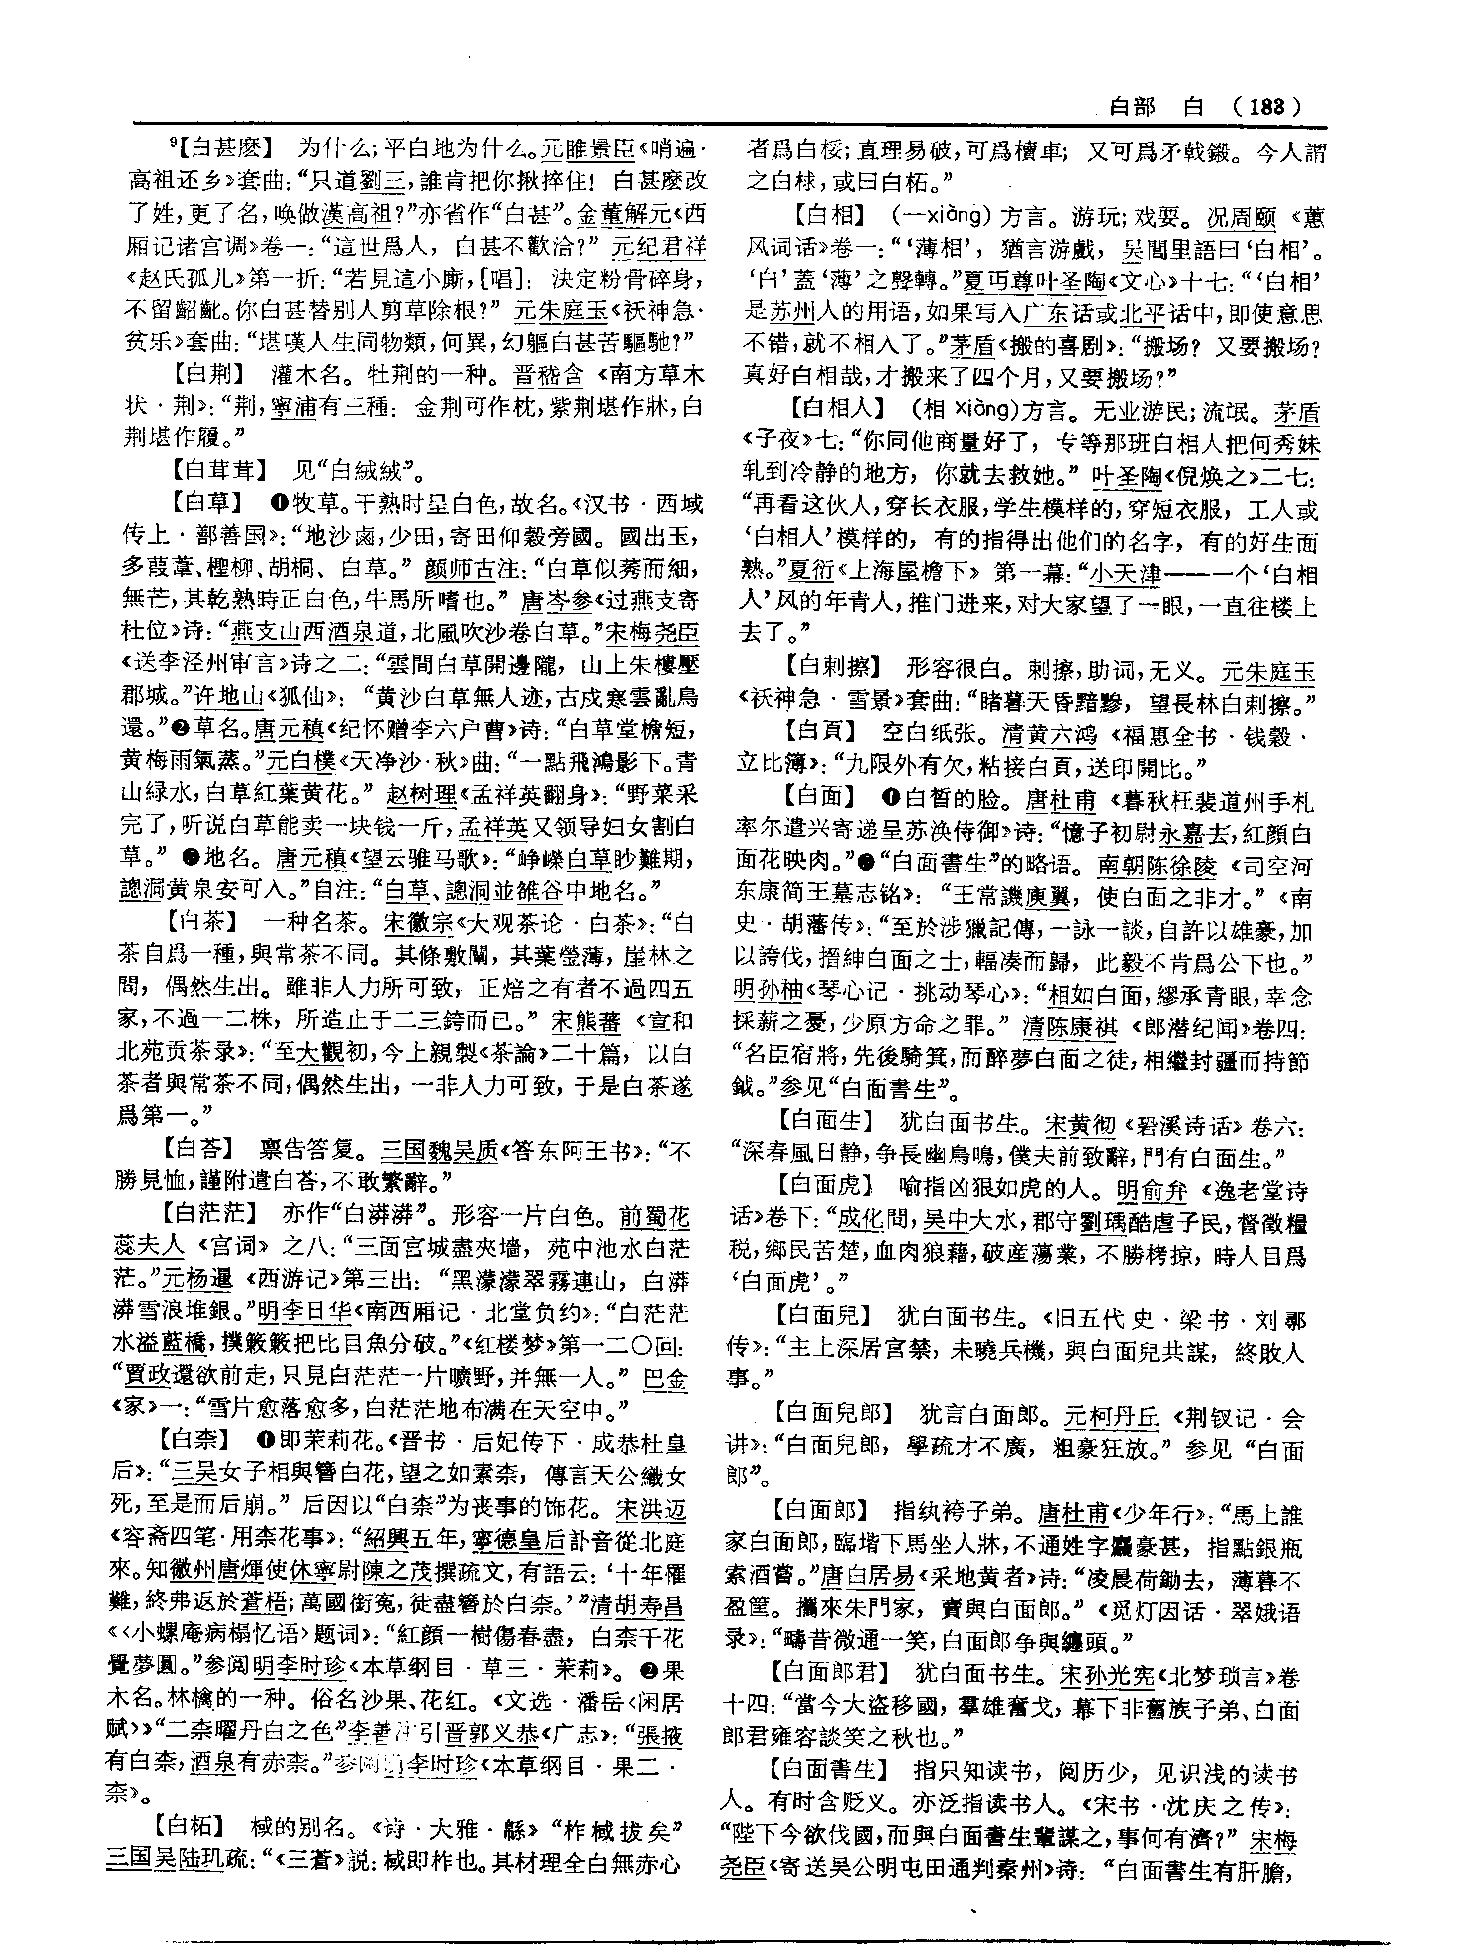 白部 白 (183)
⁹【白甚麽】 为什么;平白地为什么。元睢景臣《哨遍·
高祖还乡》套曲:“只道劉三,誰肯把你揪捽住! 白甚麽改
了姓,更了名,唤做漢高祖?”亦省作“白甚”。金董解元《西
厢记诸宫调》卷一:“這世爲人, 白甚不歡洽?” 元纪君祥
《赵氏孤儿》第一折:“若見這小廝,[唱]: 決定粉骨碎身,
不留齠齔。你白甚替别人剪草除根?” 元朱庭玉《袄神急·
贫乐》套曲:“堪嘆人生同物類,何異,幻軀白甚苦驅馳?”
【白荆】 灌木名。牡荆的一种。晋嵇含《南方草木
状·荆》:“荆,寧浦有三種: 金荆可作枕,紫荆堪作牀,白
荆堪作履。”
【白茸茸】 见“白絨絨”。
【白草】 ❶牧草。干熟时呈白色,故名。《汉书·西域
传上·鄯善国》:“地沙鹵,少田,寄田仰穀旁國。國出玉,
多葭葦、檉柳、胡桐、白草。” 颜师古注:“白草似莠而細,
無芒,其乾熟時正白色,牛馬所嗜也。” 唐岑参《过燕支寄
杜位》诗:“燕支山西酒泉道,北風吹沙卷白草。”宋梅尧臣
《送李泾州审言》诗之二:“雲間白草開邊隴, 山上朱樓壓
郡城。”许地山《狐仙》: “黄沙白草無人迹,古戍寒雲亂鳥
還。”❷草名。唐元稹《纪怀赠李六户曹》诗:“白草堂檐短,
黄梅雨氣蒸。”元白樸《天净沙·秋》曲:“一點飛鴻影下。青
山緑水,白草紅葉黄花。” 赵树理《孟祥英翻身》:“野菜采
完了,听说白草能卖一块钱一斤,孟祥英又领导妇女割白
草。” ❸地名。唐元稹《望云骓马歌》:“峥嶸白草眇難期,
謥洞黄泉安可入。”自注:“白草、謥洞並雒谷中地名。”
【白茶】 一种名茶。宋徽宗《大观茶论·白茶》:“白
茶自爲一種,與常茶不同。其條敷闡,其葉瑩薄,崖林之
間, 偶然生出。雖非人力所可致, 正焙之有者不過四五
家,不過一二株, 所造止于二三銙而已。” 宋熊蕃《宣和
北苑贡茶录》:“至大觀初,今上親製《茶論》二十篇, 以白
茶者與常茶不同,偶然生出,一非人力可致,于是白茶遂
爲第一。”
【白荅】 禀告答复。三国魏吴质《答东阿王书》:“不
勝見恤,謹附遣白荅,不敢繁辭。”
【白茫茫】 亦作“白漭漭”。形容一片白色。前蜀花
蕊夫人《宫词》之八:“三面宫城盡夾墻, 苑中池水白茫
茫。”元杨暹《西游记》第三出: “黑濛濛翠霧連山, 白漭
漭雪浪堆銀。”明李日华《南西厢记·北堂负约》:“白茫茫
水溢藍橋,撲簌簌把比目魚分破。”《红楼梦》第一二〇回:
“賈政還欲前走,只見白茫茫一片曠野,并無一人。” 巴金
《家》一:“雪片愈落愈多,白茫茫地布满在天空中。”
【白柰】 ❶即茉莉花。《晋书·后妃传下·成恭杜皇
后》:“三吴女子相與簪白花,望之如素柰, 傳言天公織女
死,至是而后崩。” 后因以“白柰”为丧事的饰花。宋洪迈
《容斋四笔·用柰花事》:“紹興五年,寧德皇后訃音從北庭
來。知徽州唐煇使休寧尉陳之茂撰疏文,有語云:‘十年罹
難,終弗返於蒼梧;萬國銜寃,徒盡簪於白柰。’”清胡寿昌
《〈小螺庵病榻忆语〉题词》:“紅顔一樹傷春盡, 白柰千花
覺夢圓。”参阅明李时珍《本草纲目·草三·茉莉》。❷果
木名。林檎的一种。俗名沙果、花红。《文选·潘岳〈闲居
赋〉》“二柰曜丹白之色”李善注引晋郭义恭《广志》:“張掖
有白柰,酒泉有赤柰。”参阅明李时珍《本草纲目·果二·
柰》。
【白柘】 棫的别名。《诗·大雅·緜》“柞棫拔矣”
三国吴陆玑疏:“《三蒼》説:棫即柞也。其材理全白無赤心
者爲白桵;直理易破,可爲櫝車; 又可爲矛戟鎩。今人謂
之白梂,或曰白柘。”
【白相】 (—xiàng)方言。游玩;戏耍。况周颐《蕙
风词话》卷一:“‘薄相’, 猶言游戲, 吴閶里語曰‘白相’。
‘白’蓋‘薄’之聲轉。”夏丏尊叶圣陶《文心》十七:“‘白相’
是苏州人的用语,如果写入广东话或北平话中,即使意思
不错,就不相入了。”茅盾《搬的喜剧》:“搬场? 又要搬场?
真好白相哉,才搬来了四个月,又要搬场?”
【白相人】 (相 xiàng)方言。无业游民;流氓。茅盾
《子夜》七:“你同他商量好了, 专等那班白相人把何秀妹
轧到冷静的地方, 你就去救她。” 叶圣陶《倪焕之》二七:
“再看这伙人,穿长衣服,学生模样的,穿短衣服, 工人或
‘白相人’模样的, 有的指得出他们的名字, 有的好生面
熟。”夏衍《上海屋檐下》第一幕:“小天津——一个‘白相
人’风的年青人,推门进来,对大家望了一眼,一直往楼上
去了。”
【白刺擦】 形容很白。刺擦,助词,无义。元朱庭玉
《袄神急·雪景》套曲:“睹暮天昏黯黲, 望長林白刺擦。”
【白頁】 空白纸张。清黄六鸿《福惠全书·钱穀·
立比簿》:“九限外有欠,粘接白頁,送印開比。”
【白面】 ❶白皙的脸。唐杜甫《暮秋枉裴道州手札
率尔遣兴寄递呈苏涣侍御》诗:“憶子初尉永嘉去,紅顔白
面花映肉。”❷“白面書生”的略语。南朝陈徐陵《司空河
东康简王墓志铭》: “王常譏庾翼, 使白面之非才。”《南
史·胡藩传》:“至於涉獵記傳,一詠一談,自許以雄豪,加
以誇伐,搢紳白面之士,輻凑而歸, 此毅不肯爲公下也。”
明孙柚《琴心记·挑动琴心》:“相如白面,繆承青眼,幸念
採薪之憂,少原方命之罪。” 清陈康祺《郎潜纪闻》卷四:
“名臣宿將,先後騎箕,而醉夢白面之徒,相繼封疆而持節
鉞。”参见“白面書生”。
【白面生】 犹白面书生。宋黄彻《䂬溪诗话》卷六:
“深春風日静,争長幽鳥鳴,僕夫前致辭,門有白面生。”
【白面虎】 喻指凶狠如虎的人。明俞弁《逸老堂诗
话》卷下:“成化間,吴中大水,郡守劉瑀酷虐子民,督徵糧
税,鄉民苦楚,血肉狼藉,破産蕩業, 不勝栲掠, 時人目爲
‘白面虎’。”
【白面兒】 犹白面书生。《旧五代史·梁书·刘鄩
传》:“主上深居宫禁, 未曉兵機, 與白面兒共謀, 終敗人
事。”
【白面兒郎】 犹言白面郎。元柯丹丘《荆钗记·会
讲》:“白面兒郎, 學疏才不廣, 粗豪狂放。” 参见“白面
郎”。
【白面郎】 指纨袴子弟。唐杜甫《少年行》:“馬上誰
家白面郎,臨堦下馬坐人牀,不通姓字麤豪甚, 指點銀瓶
索酒嘗。”唐白居易《采地黄者》诗:“凌晨荷鋤去, 薄暮不
盈筐。攜來朱門家, 賣與白面郎。”《觅灯因话·翠娥语
录》:“疇昔微通一笑,白面郎争與纏頭。”
【白面郎君】 犹白面书生。宋孙光宪《北梦琐言》卷
十四:“當今大盗移國,羣雄奮戈,幕下非舊族子弟、白面
郎君雍容談笑之秋也。”
【白面書生】 指只知读书, 阅历少, 见识浅的读书
人。有时含贬义。亦泛指读书人。《宋书·沈庆之传》:
“陛下今欲伐國,而與白面書生輩謀之,事何有濟?” 宋梅
尧臣《寄送吴公明屯田通判秦州》诗: “白面書生有肝膽,